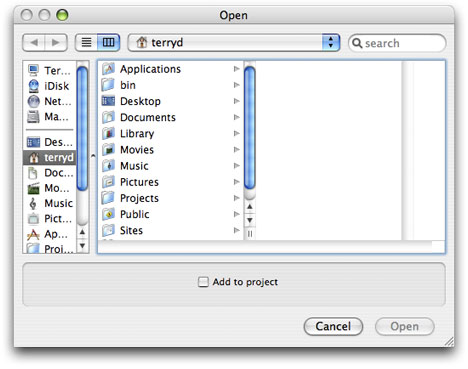 Open
terryd
search
Ter...
iDisk
Net...
Ma...
Des...
terryd
Doc...
Mo...
Music
Pict...
Ap...
Proj...
Applications
bin
Desktop
Documents
Library
Movies
Music
Pictures
Projects
Public
Sites
Add to project
Cancel
Open